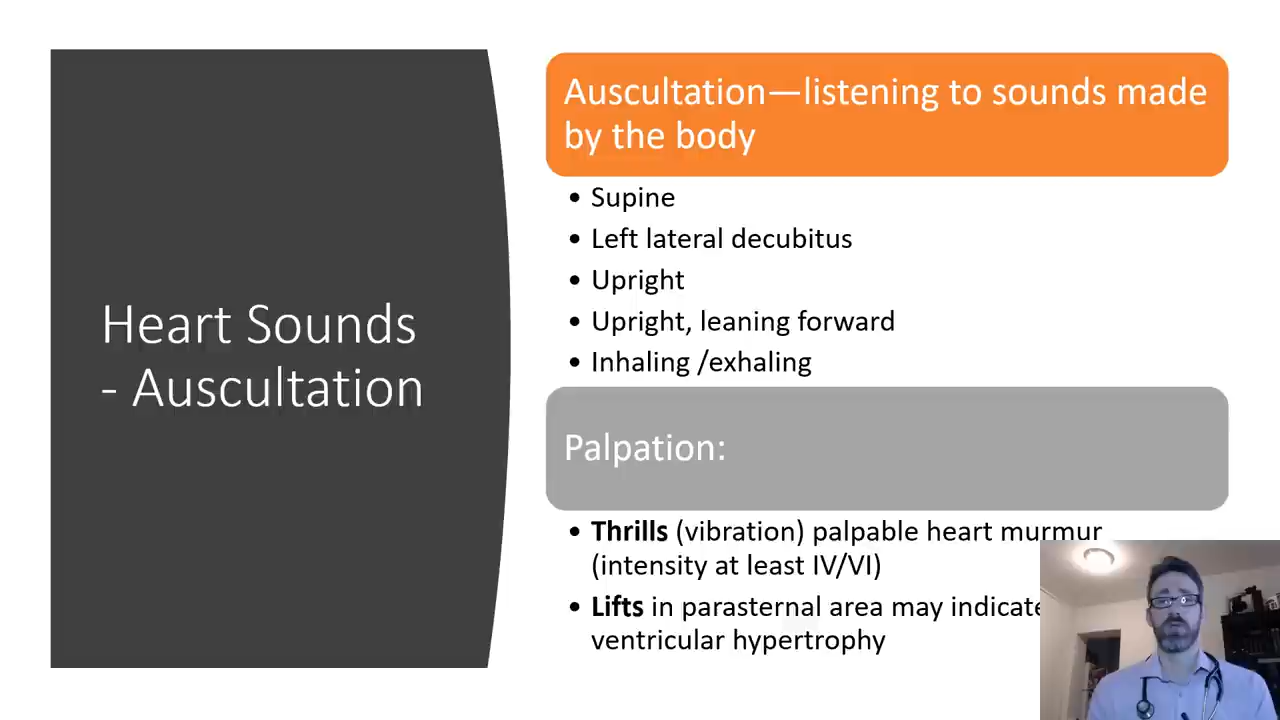 Heart Sounds
- Auscultation
Auscultation—listening to sounds made
by the body
• Supine
• Left lateral decubitus
• Upright
• Upright, leaning forward
• Inhaling /exhaling
Palpation:
• Thrills (vibration) palpable heart murmur
(intensity at least IV/VI)
• Lifts in parasternal area may indicate
ventricular hypertrophy